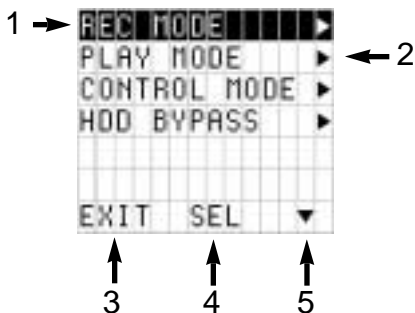 1 REC MODE
PLAY MODE 2
CONTROL MODE
HDD BYPASS
EXIT SEL
3 4 5